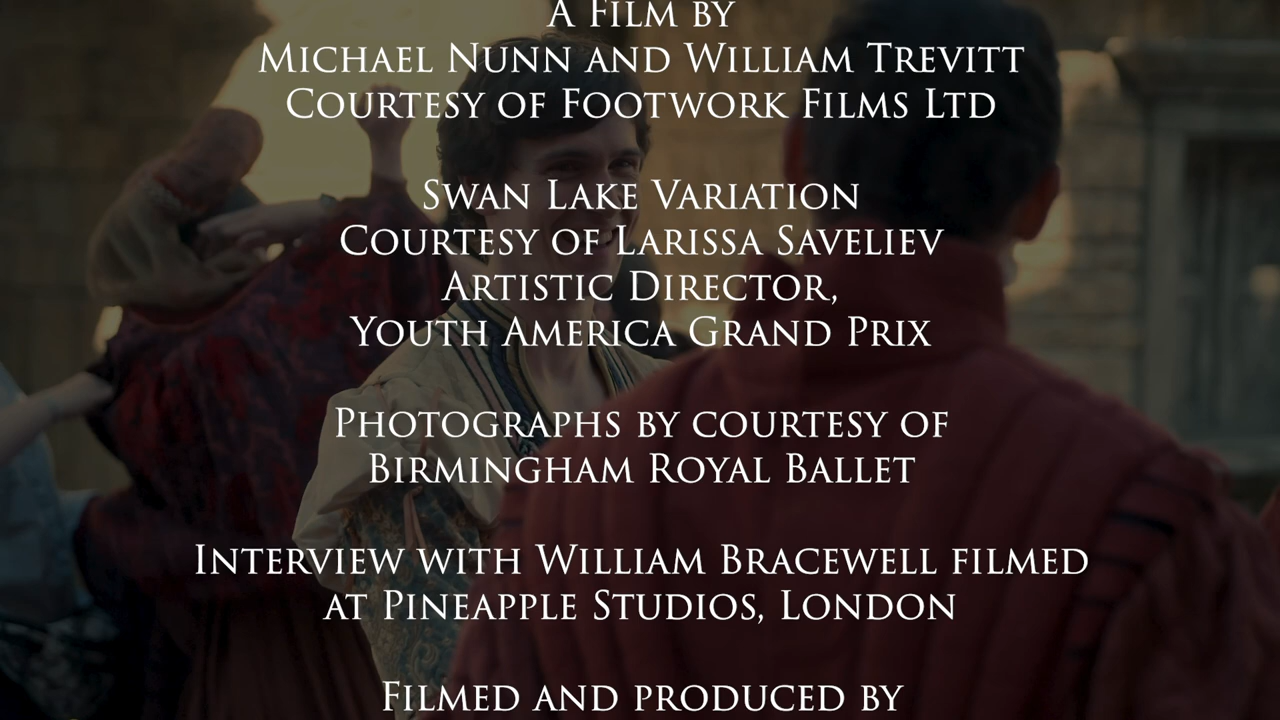 A Film by
Michael Nunn and William Trevitt
Courtesy of Footwork Films Ltd
Swan Lake Variation
Courtesy of Larissa Saveliev
Artistic Director,
Youth America Grand Prix
Photographs by courtesy of
Birmingham Royal Ballet
Interview with William Bracewell filmed
at Pineapple Studios, London
Filmed and produced by